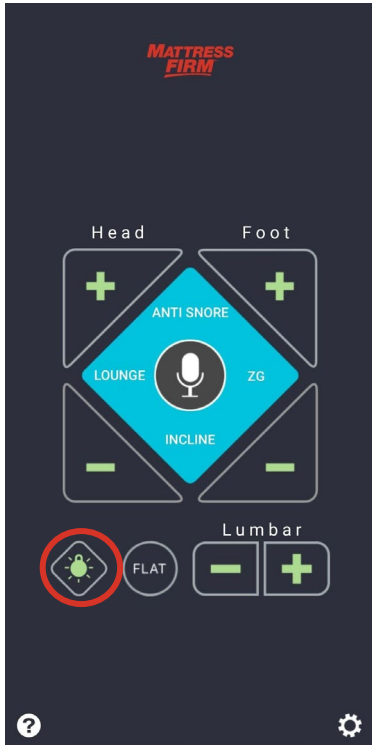 MATTRESS
FIRM
Head Foot
ANTI SNORE
LOUNGE ZG
INCLINE
Lumbar
FLAT
?